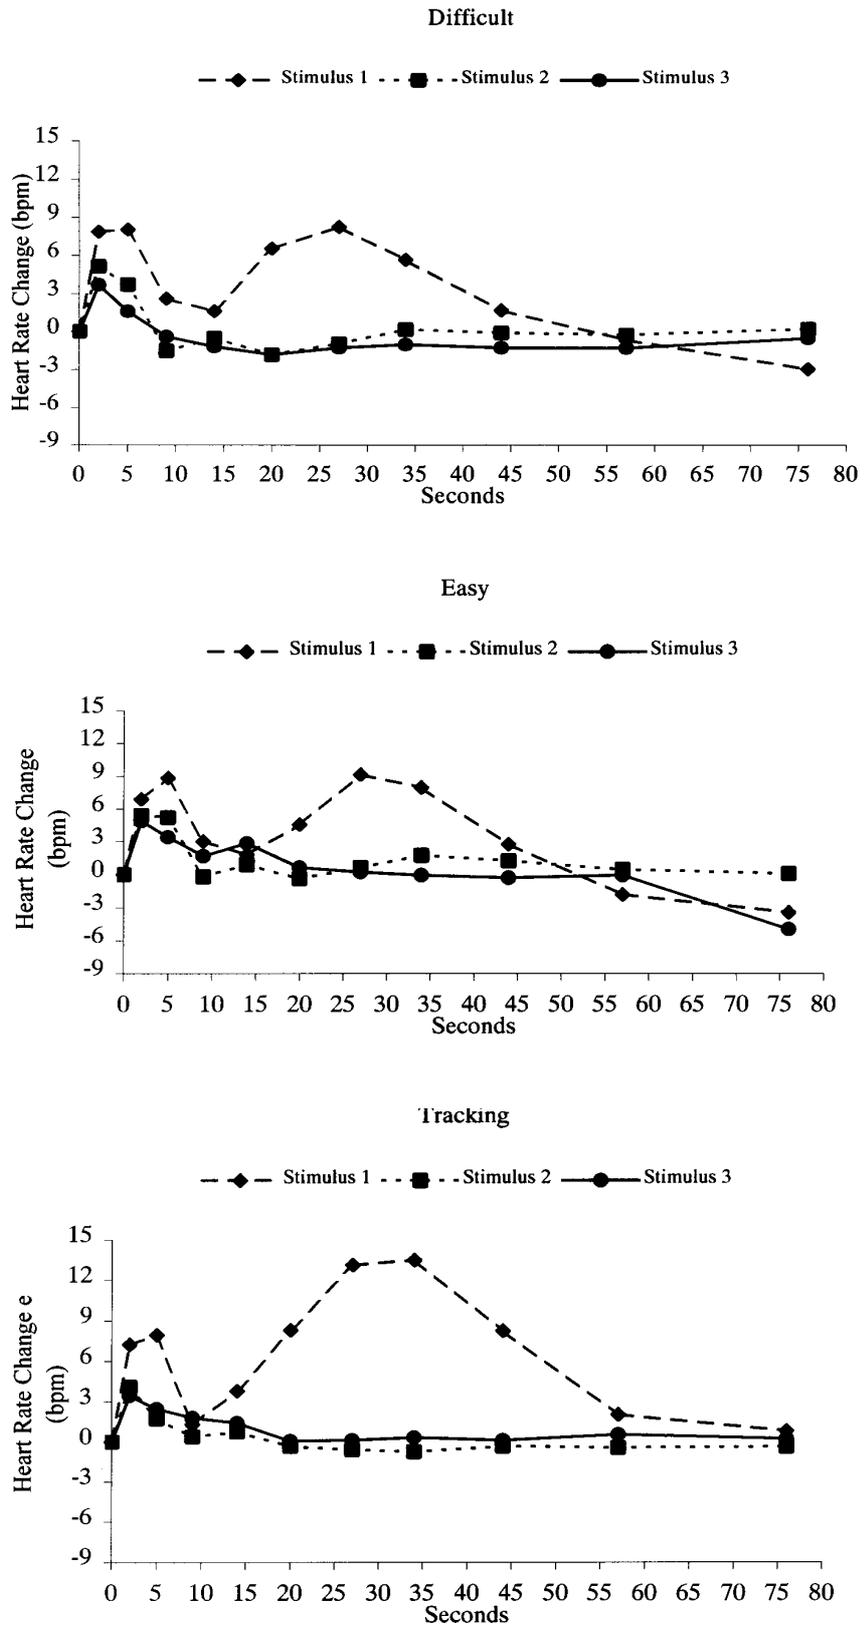 Difficult
Stimulus 1 Stimulus 2 Stimulus 3
Heart Rate Change (bpm)
15
12
9
6
3
0
-3
-6
-9
0 5 10 15 20 25 30 35 40 45 50 55 60 65 70 75 80
Seconds
Easy
Stimulus 1 Stimulus 2 Stimulus 3
Heart Rate Change
(bpm)
15
12
9
6
3
0
-3
-6
-9
0 5 10 15 20 25 30 35 40 45 50 55 60 65 70 75 80
Seconds
Tracking
Stimulus 1 Stimulus 2 Stimulus 3
Heart Rate Change e
(bpm)
15
12
9
6
3
0
-3
-6
-9
0 5 10 15 20 25 30 35 40 45 50 55 60 65 70 75 80
Seconds